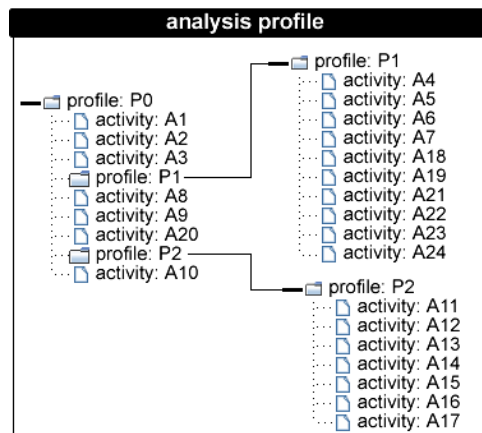 analysis profile
profile: P0
activity: A1
activity: A2
activity: A3
profile: P1
activity: A8
activity: A9
activity: A20
profile: P2
activity: A10
profile: P1
activity: A4
activity: A5
activity: A6
activity: A7
activity: A18
activity: A19
activity: A21
activity: A22
activity: A23
activity: A24
profile: P2
activity: A11
activity: A12
activity: A13
activity: A14
activity: A15
activity: A16
activity: A17